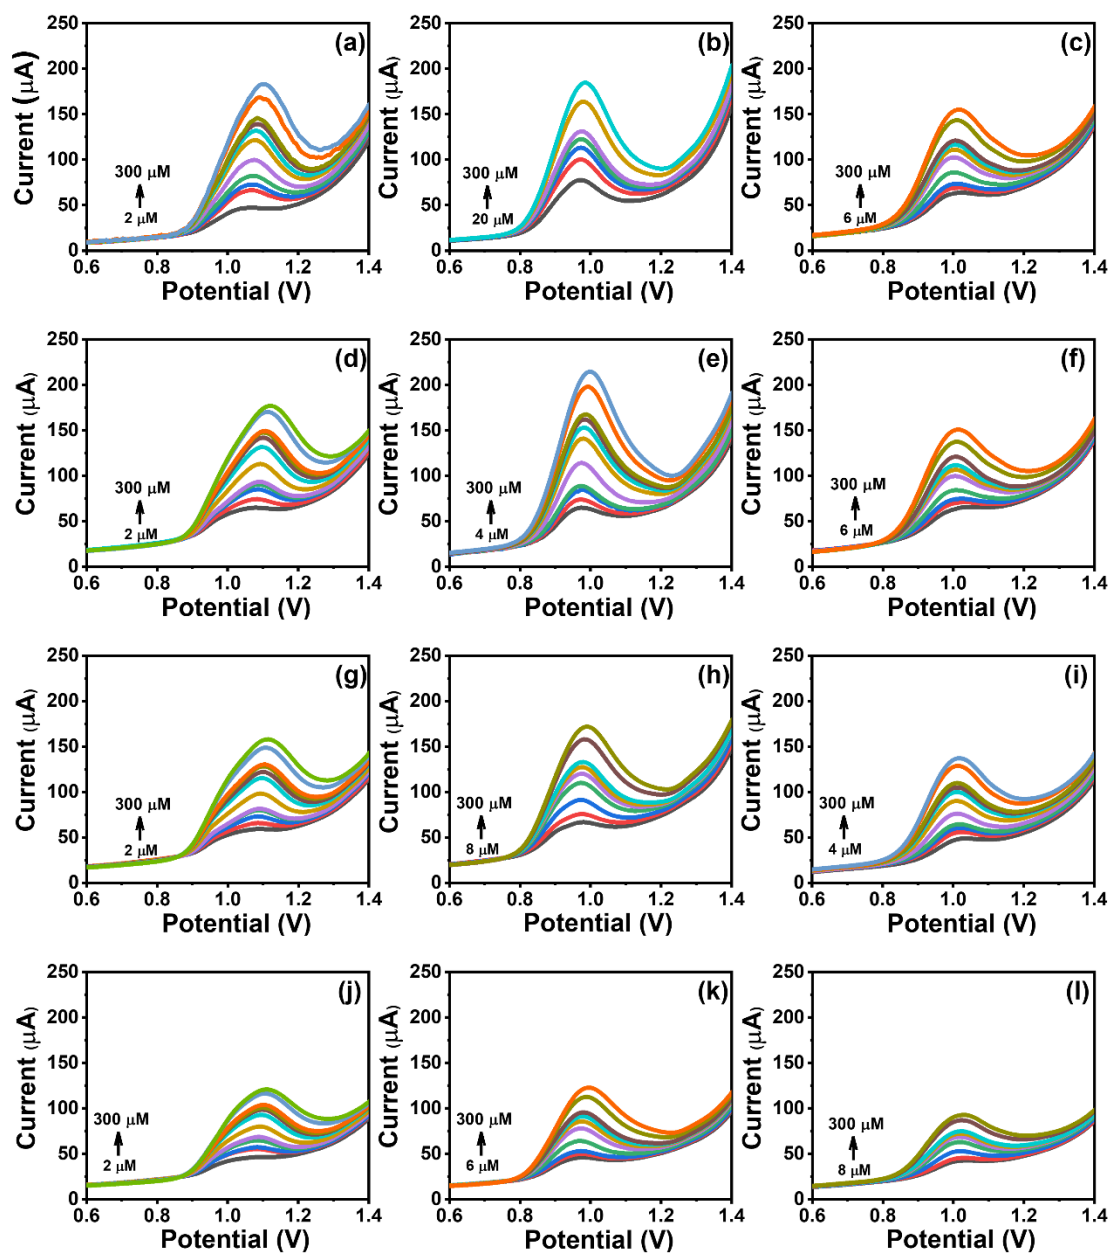 (a)
Current (μA)
250
200
150
100
50
0
300 μM
2 μM
0.6 0.8 1.0 1.2 1.4
Potential (V)
(b)
Current (μA)
250
200
150
100
50
0
300 μM
20 μM
0.6 0.8 1.0 1.2 1.4
Potential (V)
(c)
Current (μA)
250
200
150
100
50
0
300 μM
6 μM
0.6 0.8 1.0 1.2 1.4
Potential (V)
(d)
Current (μA)
250
200
150
100
50
0
300 μM
2 μM
0.6 0.8 1.0 1.2 1.4
Potential (V)
(e)
Current (μA)
250
200
150
100
50
0
300 μM
4 μM
0.6 0.8 1.0 1.2 1.4
Potential (V)
(f)
Current (μA)
250
200
150
100
50
0
300 μM
6 μM
0.6 0.8 1.0 1.2 1.4
Potential (V)
(g)
Current (μA)
250
200
150
100
50
0
300 μM
2 μM
0.6 0.8 1.0 1.2 1.4
Potential (V)
(h)
Current (μA)
250
200
150
100
50
0
300 μM
8 μM
0.6 0.8 1.0 1.2 1.4
Potential (V)
(i)
Current (μA)
250
200
150
100
50
0
300 μM
4 μM
0.6 0.8 1.0 1.2 1.4
Potential (V)
(j)
Current (μA)
250
200
150
100
50
0
300 μM
2 μM
0.6 0.8 1.0 1.2 1.4
Potential (V)
(k)
Current (μA)
250
200
150
100
50
0
300 μM
6 μM
0.6 0.8 1.0 1.2 1.4
Potential (V)
(l)
Current (μA)
250
200
150
100
50
0
300 μM
8 μM
0.6 0.8 1.0 1.2 1.4
Potential (V)